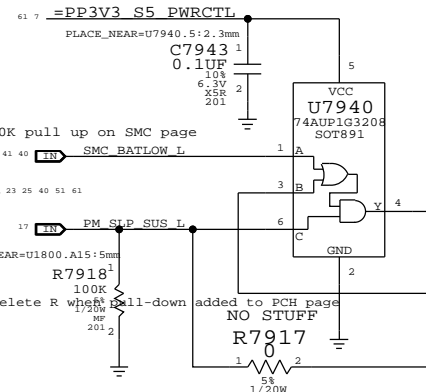 61 7 =PP3V3_S5_PWRCTL
PLACE_NEAR=U7940.5:2.3mm
C7943 1
0.1UF
10%
6.3V
X5R 2
201
5
VCC
U7940
74AUP1G3208
SOT891
0K pull up on SMC page
41 40 IN SMC_BATLOW_L 1 A
3 B
23 25 40 51 61
Y 4
17 IN PM_SLP_SUS_L 6
C
GND
2
EAR=U1800.A15:5mm
R7918 1
100K
5%
1/20W
MF
201 2
elete R when pull-down added to PCH page
NO STUFF
R7917
0
1 2
5%
1/20W